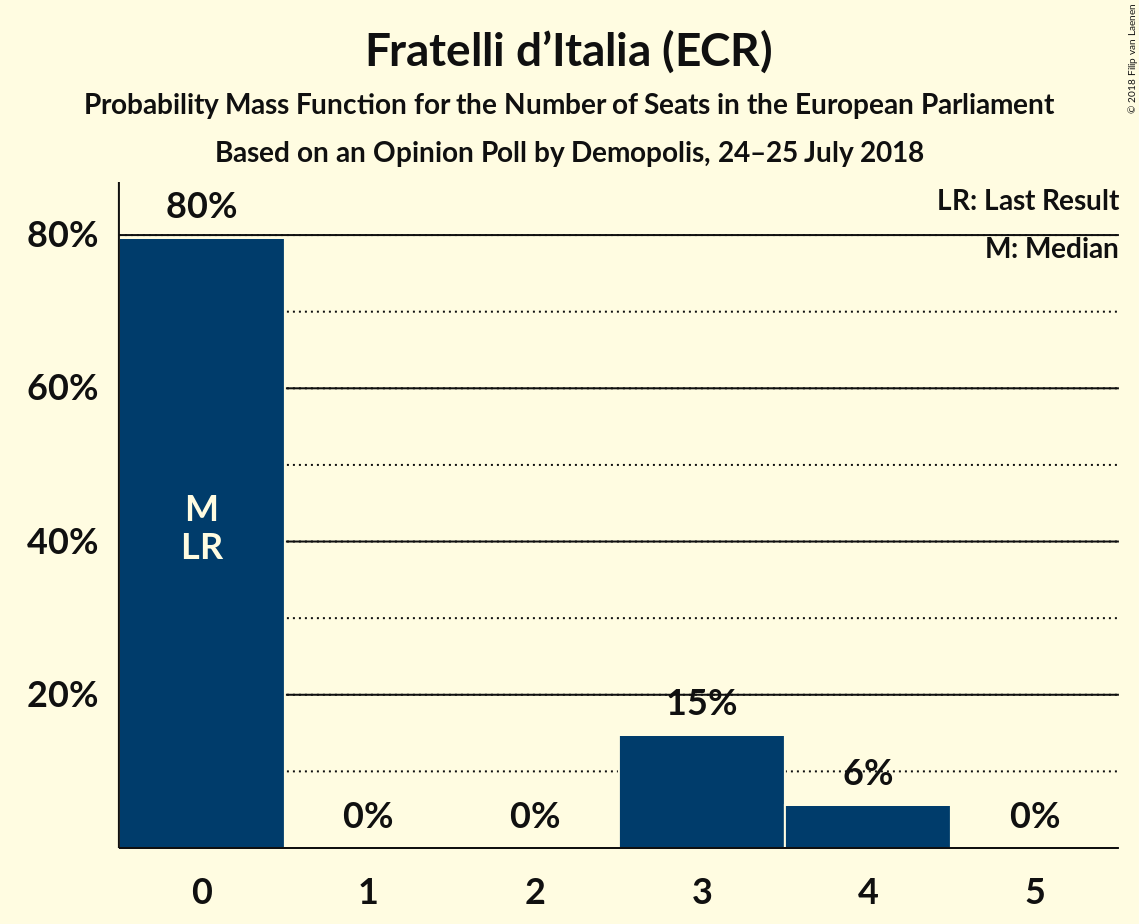 Fratelli d’Italia (ECR)
Probability Mass Function for the Number of Seats in the European Parliament
Based on an Opinion Poll by Demopolis, 24–25 July 2018
© 2018 Filip van Laenen
LR: Last Result
M: Median
80%
80%
60%
40%
20%
M
LR
0%
0%
15%
6%
0%
0
1
2
3
4
5